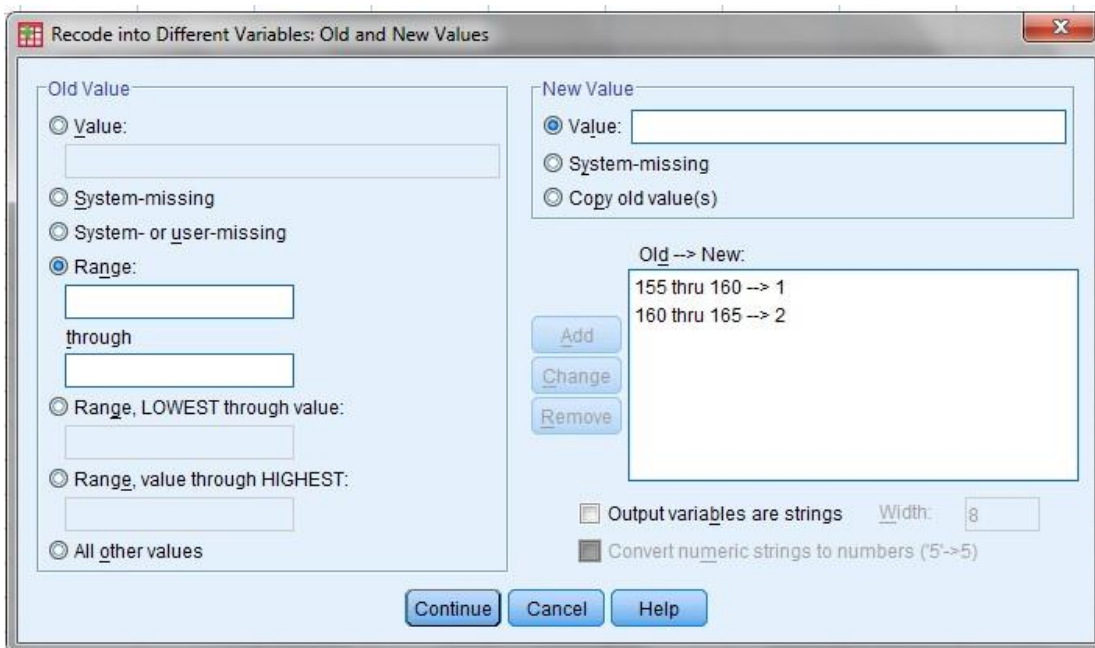 Recode into Different Variables: Old and New Values
Old Value
Value:
System-missing
System- or user-missing
Range:
through
Range, LOWEST through value:
Range, value through HIGHEST:
All other values
New Value
Value:
System-missing
Copy old value(s)
Old --> New:
155 thru 160 --> 1
160 thru 165 --> 2
Add
Change
Remove
Output variables are strings Width: 8
Convert numeric strings to numbers ('5'->5)
Continue Cancel Help